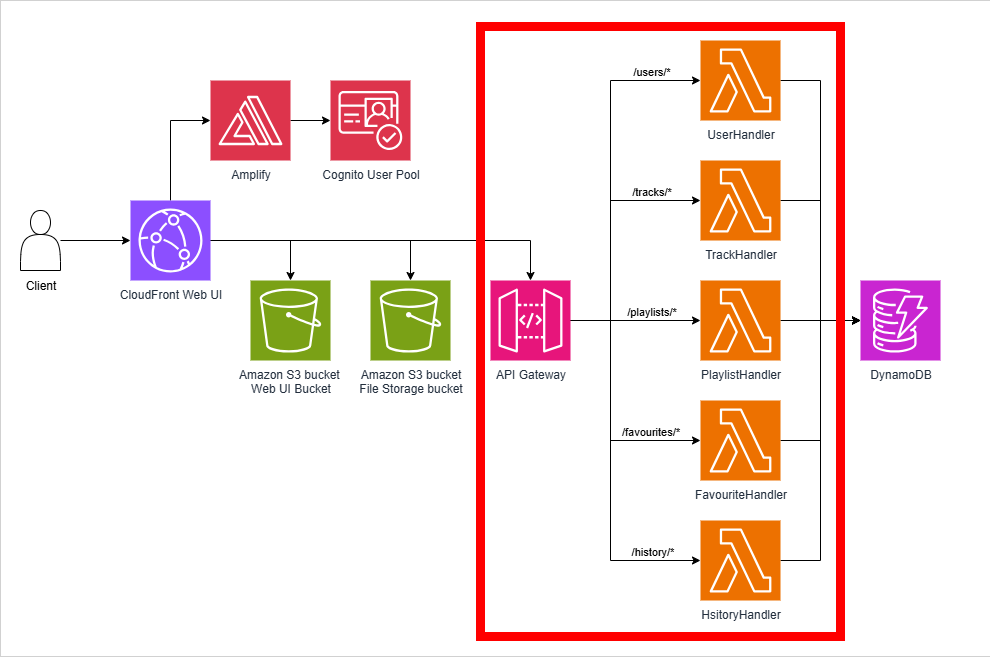 /users/*
UserHandler
Amplify
Cognito User Pool
/tracks/*
TrackHandler
Client
CloudFront Web UI
/playlists/*
Amazon S3 bucket
Web UI Bucket
Amazon S3 bucket
File Storage bucket
API Gateway
PlaylistHandler
DynamoDB
/favourites/*
FavouriteHandler
/history/*
HsitoryHandler